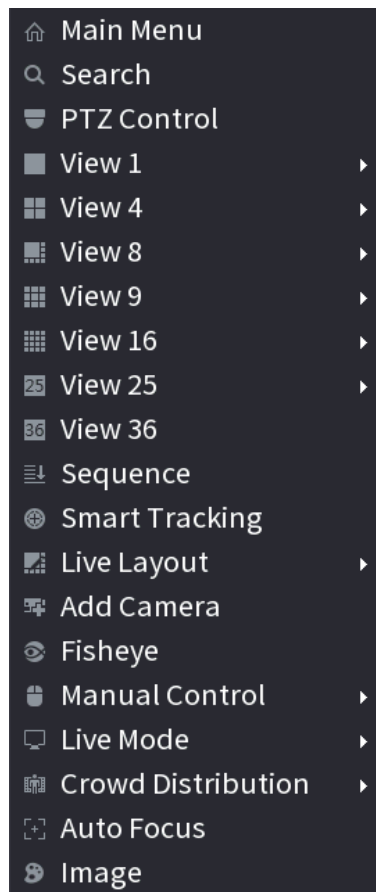 Main Menu
Search
PTZ Control
View 1
View 4
View 8
View 9
View 16
25 View 25
36 View 36
Sequence
Smart Tracking
Live Layout
Add Camera
Fisheye
Manual Control
Live Mode
Crowd Distribution
Auto Focus
Image